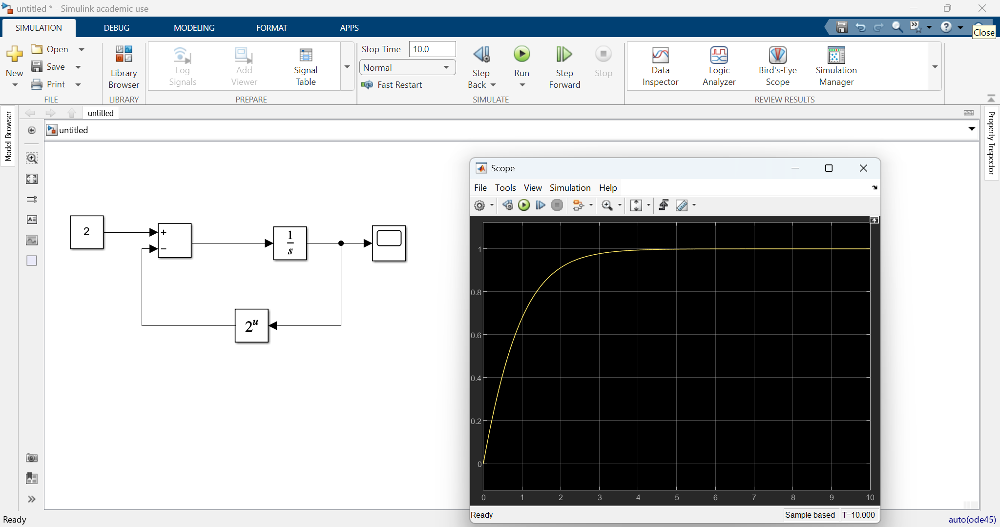 untitled * - Simulink academic use
SIMULATION DEBUG MODELING FORMAT APPS
Close
New
Open
Save
Print
FILE
Library
Browser
LIBRARY
Log
Signals
Add
Viewer
Signal
Table
PREPARE
Stop Time 10.0
Normal
Fast Restart
Step
Back
Run
Step
Forward
Stop
SIMULATE
Data
Inspector
Logic
Analyzer
Bird's-Eye
Scope
Simulation
Manager
REVIEW RESULTS
Model Browser
untitled
untitled
Property Inspector
2
+
−
1
s
2^u
Scope
File Tools View Simulation Help
1
0.8
0.6
0.4
0.2
0
0 1 2 3 4 5 6 7 8 9 10
Ready Sample based T=10.000
Ready auto(ode45)